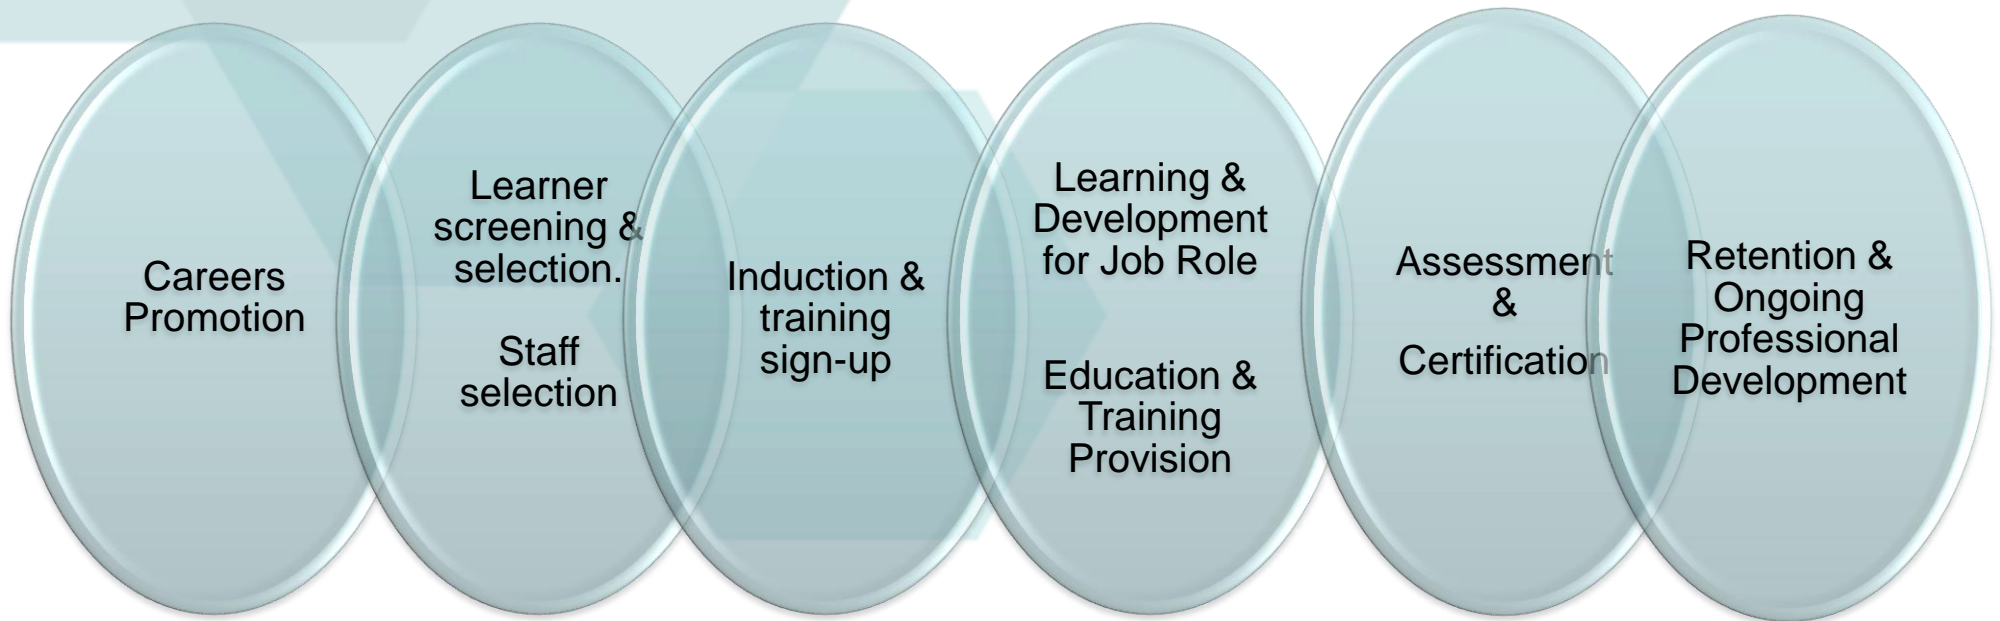 Careers
Promotion
Learner
screening &
selection.
Staff
selection
Induction &
training
sign-up
Learning &
Development
for Job Role
Education &
Training
Provision
Assessment
&
Certification
Retention &
Ongoing
Professional
Development